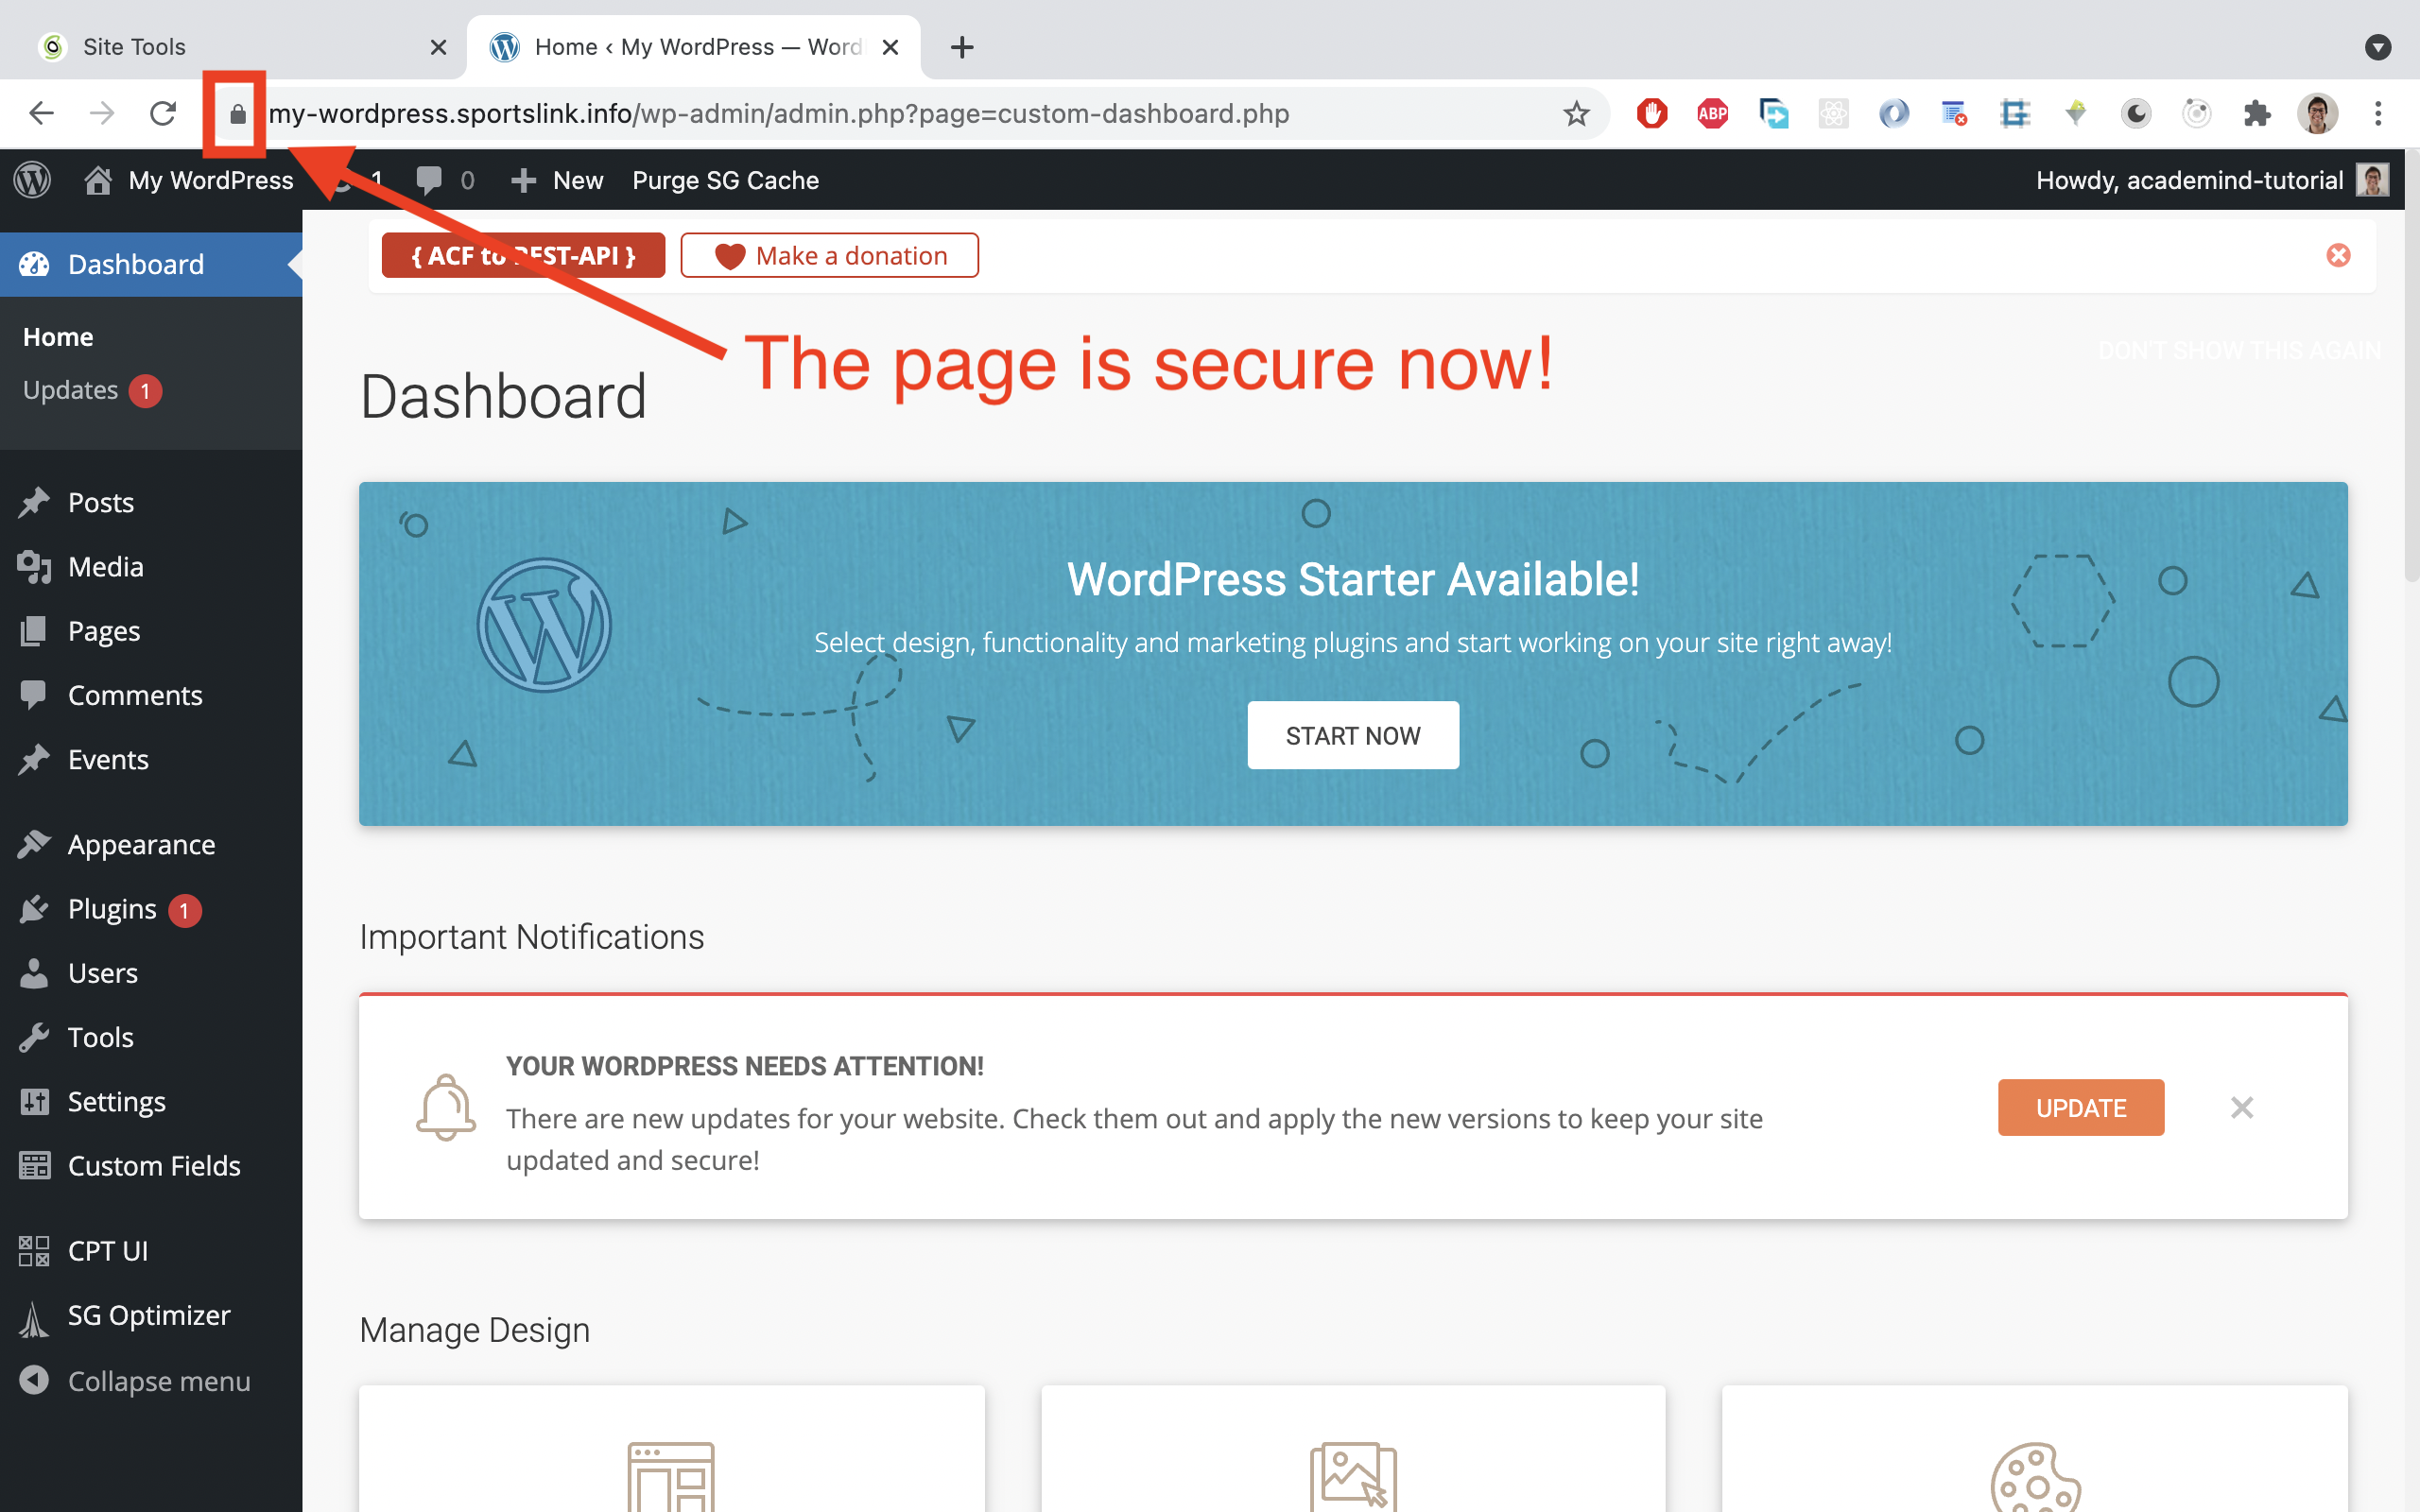 Site Tools
Home ‹ My WordPress — Word
my-wordpress.sportslink.info/wp-admin/admin.php?page=custom-dashboard.php
ABP
My WordPress
1
0
New
Purge SG Cache
Howdy, academind-tutorial
Dashboard
Home
Updates 1
Posts
Media
Pages
Comments
Events
Appearance
Plugins 1
Users
Tools
Settings
Custom Fields
CPT UI
SG Optimizer
Collapse menu
{ ACF to REST-API }
Make a donation
The page is secure now!
DON'T SHOW THIS AGAIN
Dashboard
WordPress Starter Available!
Select design, functionality and marketing plugins and start working on your site right away!
START NOW
Important Notifications
YOUR WORDPRESS NEEDS ATTENTION!
There are new updates for your website. Check them out and apply the new versions to keep your site
updated and secure!
UPDATE
Manage Design